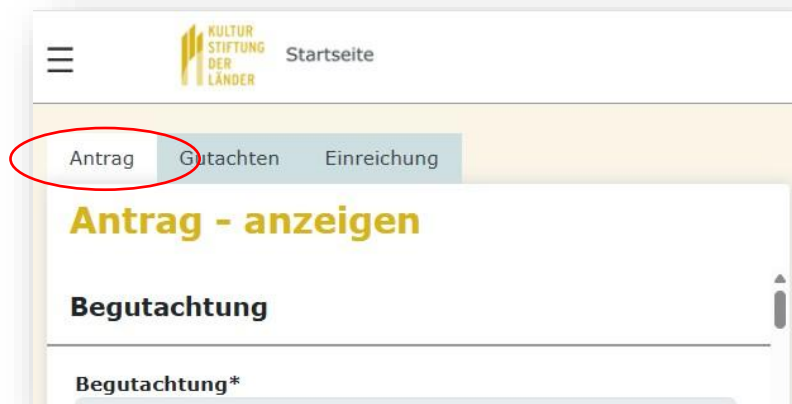 KULTUR
STIFTUNG
DER
LÄNDER
Startseite
Antrag Gutachten Einreichung
Antrag - anzeigen
Begutachtung
Begutachtung*